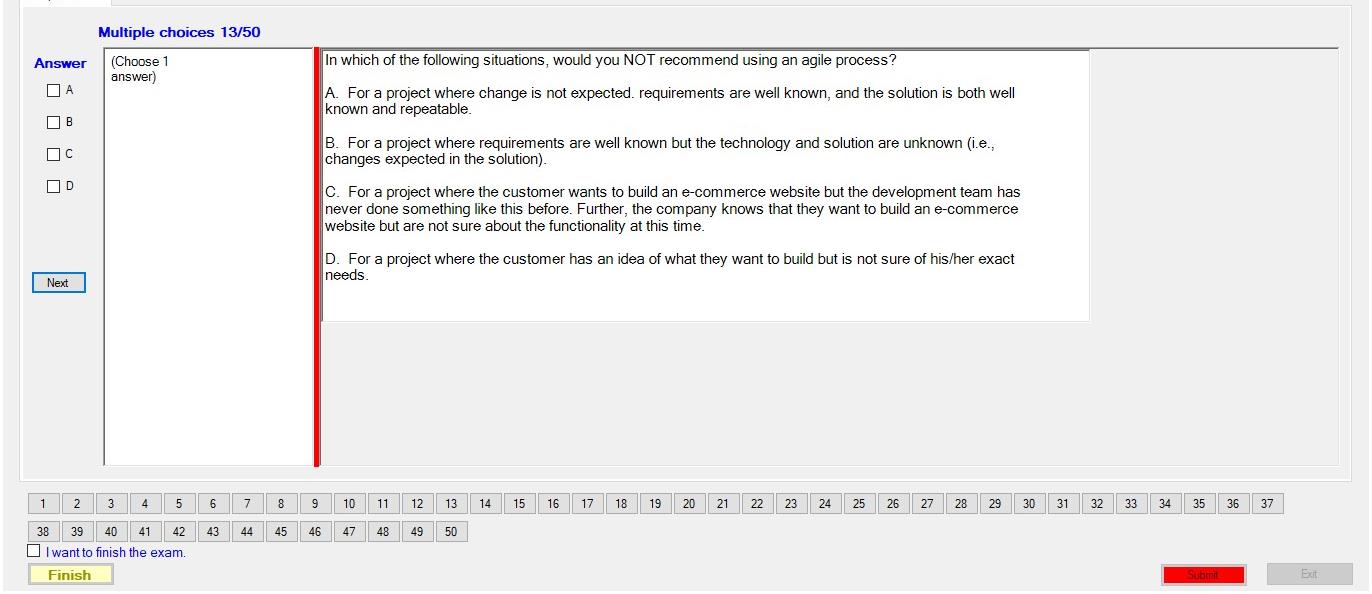 Multiple choices 13/50
Answer
A
B
C
D
Next
(Choose 1
answer)
In which of the following situations, would you NOT recommend using an agile process?
A. For a project where change is not expected. requirements are well known, and the solution is both well
known and repeatable.
B. For a project where requirements are well known but the technology and solution are unknown (i.e.,
changes expected in the solution).
C. For a project where the customer wants to build an e-commerce website but the development team has
never done something like this before. Further, the company knows that they want to build an e-commerce
website but are not sure about the functionality at this time.
D. For a project where the customer has an idea of what they want to build but is not sure of his/her exact
needs.
1 2 3 4 5 6 7 8 9 10 11 12 13 14 15 16 17 18 19 20 21 22 23 24 25 26 27 28 29 30 31 32 33 34 35 36 37
38 39 40 41 42 43 44 45 46 47 48 49 50
I want to finish the exam.
Finish
Submit
Exit